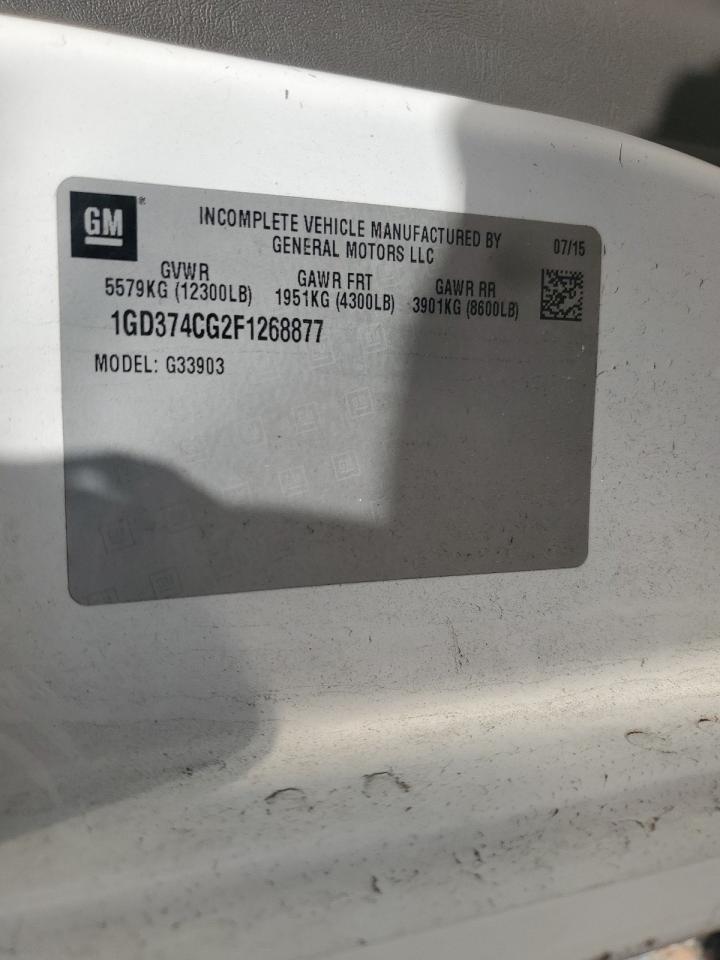 GM ®
INCOMPLETE VEHICLE MANUFACTURED BY
GENERAL MOTORS LLC
07/15
GVWR
5579KG (12300LB)
GAWR FRT
1951KG (4300LB)
GAWR RR
3901KG (8600LB)
1GD374CG2F1268877
MODEL: G33903